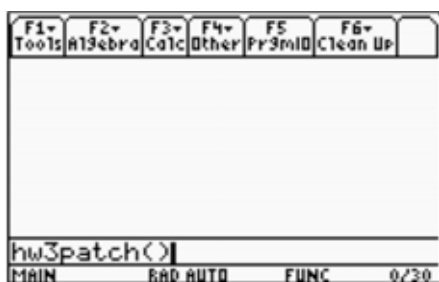 F1 F2 F3 F4 F5 F6
Tools Algebra Calc Other PrgmIO Clean Up
hw3patch()
MAIN RAD AUTO FUNC 0/30